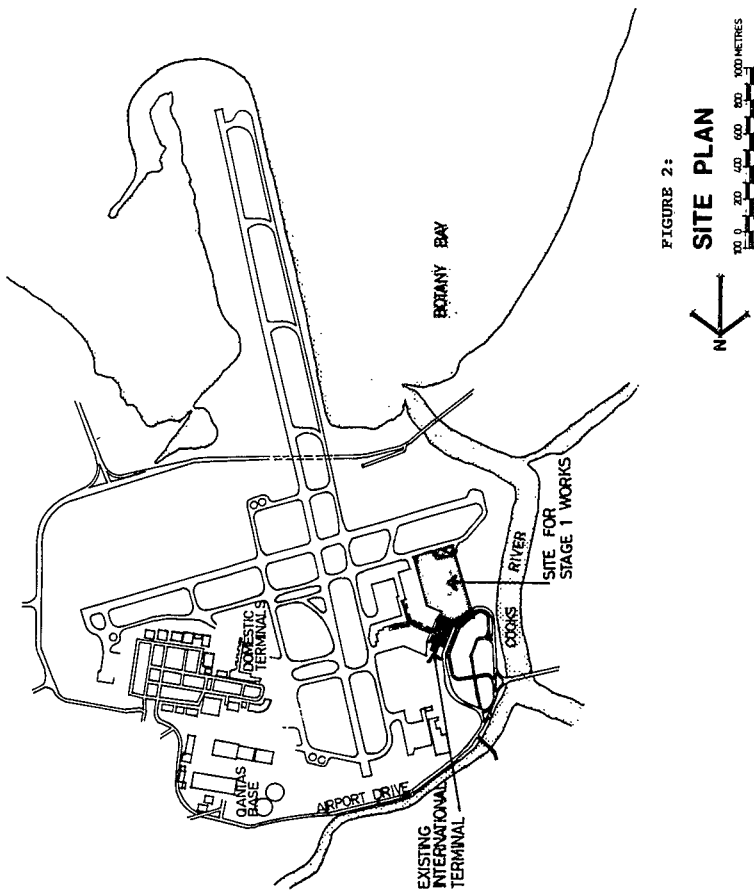 BOTANY BAY
DOMESTIC
TERMINALS
QANTAS
BASE
AIRPORT DRIVE
EXISTING
INTERNATIONAL
TERMINAL
COOKS RIVER
SITE FOR
STAGE 1 WORKS
FIGURE 2:
SITE PLAN
N
100 0 200 400 600 800 1000 METRES